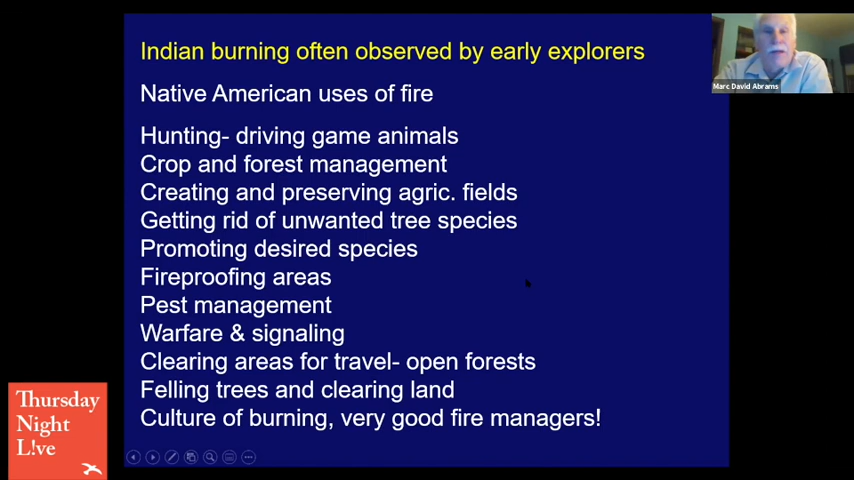 Indian burning often observed by early explorers
Native American uses of fire
Hunting- driving game animals
Crop and forest management
Creating and preserving agric. fields
Getting rid of unwanted tree species
Promoting desired species
Fireproofing areas
Pest management
Warfare & signaling
Clearing areas for travel- open forests
Felling trees and clearing land
Culture of burning, very good fire managers!
Marc David Abrams
Thursday
Night
L!ve